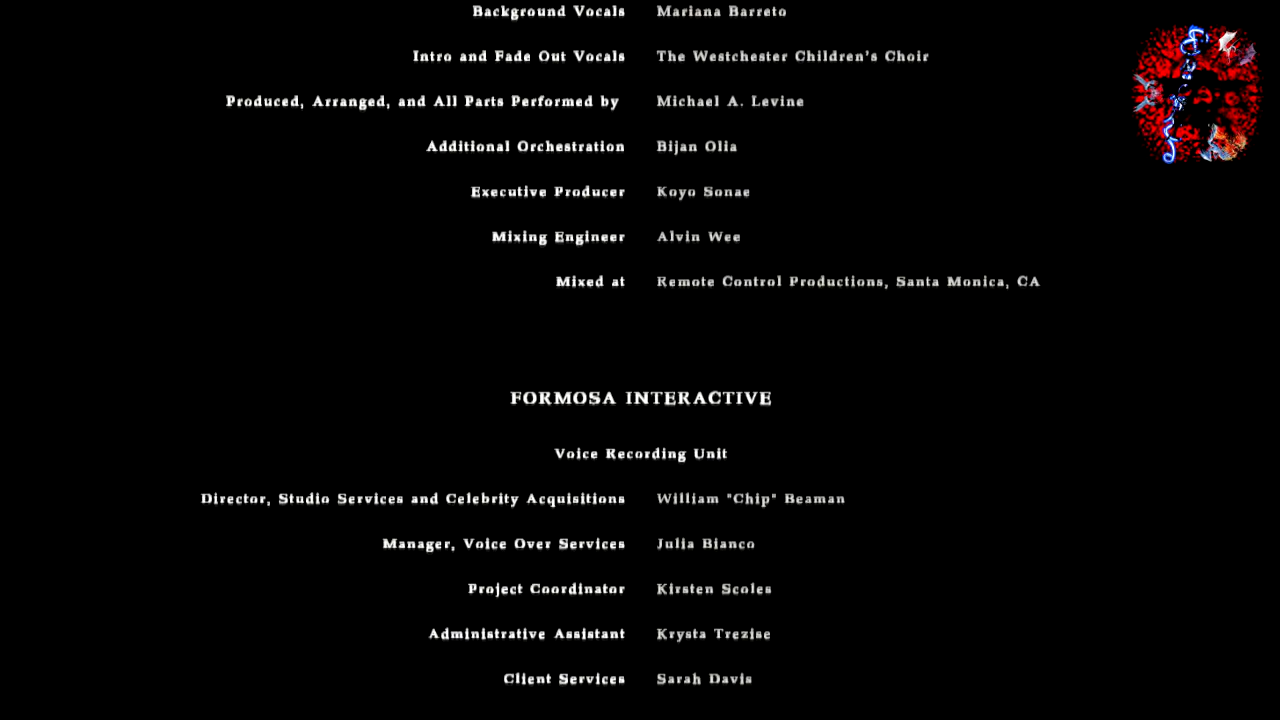 Background Vocals Mariana Barreto
Intro and Fade Out Vocals The Westchester Children's Choir
Produced, Arranged, and All Parts Performed by Michael A. Levine
Additional Orchestration Bijan Olia
Executive Producer Koyo Sonae
Mixing Engineer Alvin Wee
Mixed at Remote Control Productions, Santa Monica, CA
FORMOSA INTERACTIVE
Voice Recording Unit
Director, Studio Services and Celebrity Acquisitions William "Chip" Beaman
Manager, Voice Over Services Julia Bianco
Project Coordinator Kirsten Scoles
Administrative Assistant Krysta Trezise
Client Services Sarah Davis